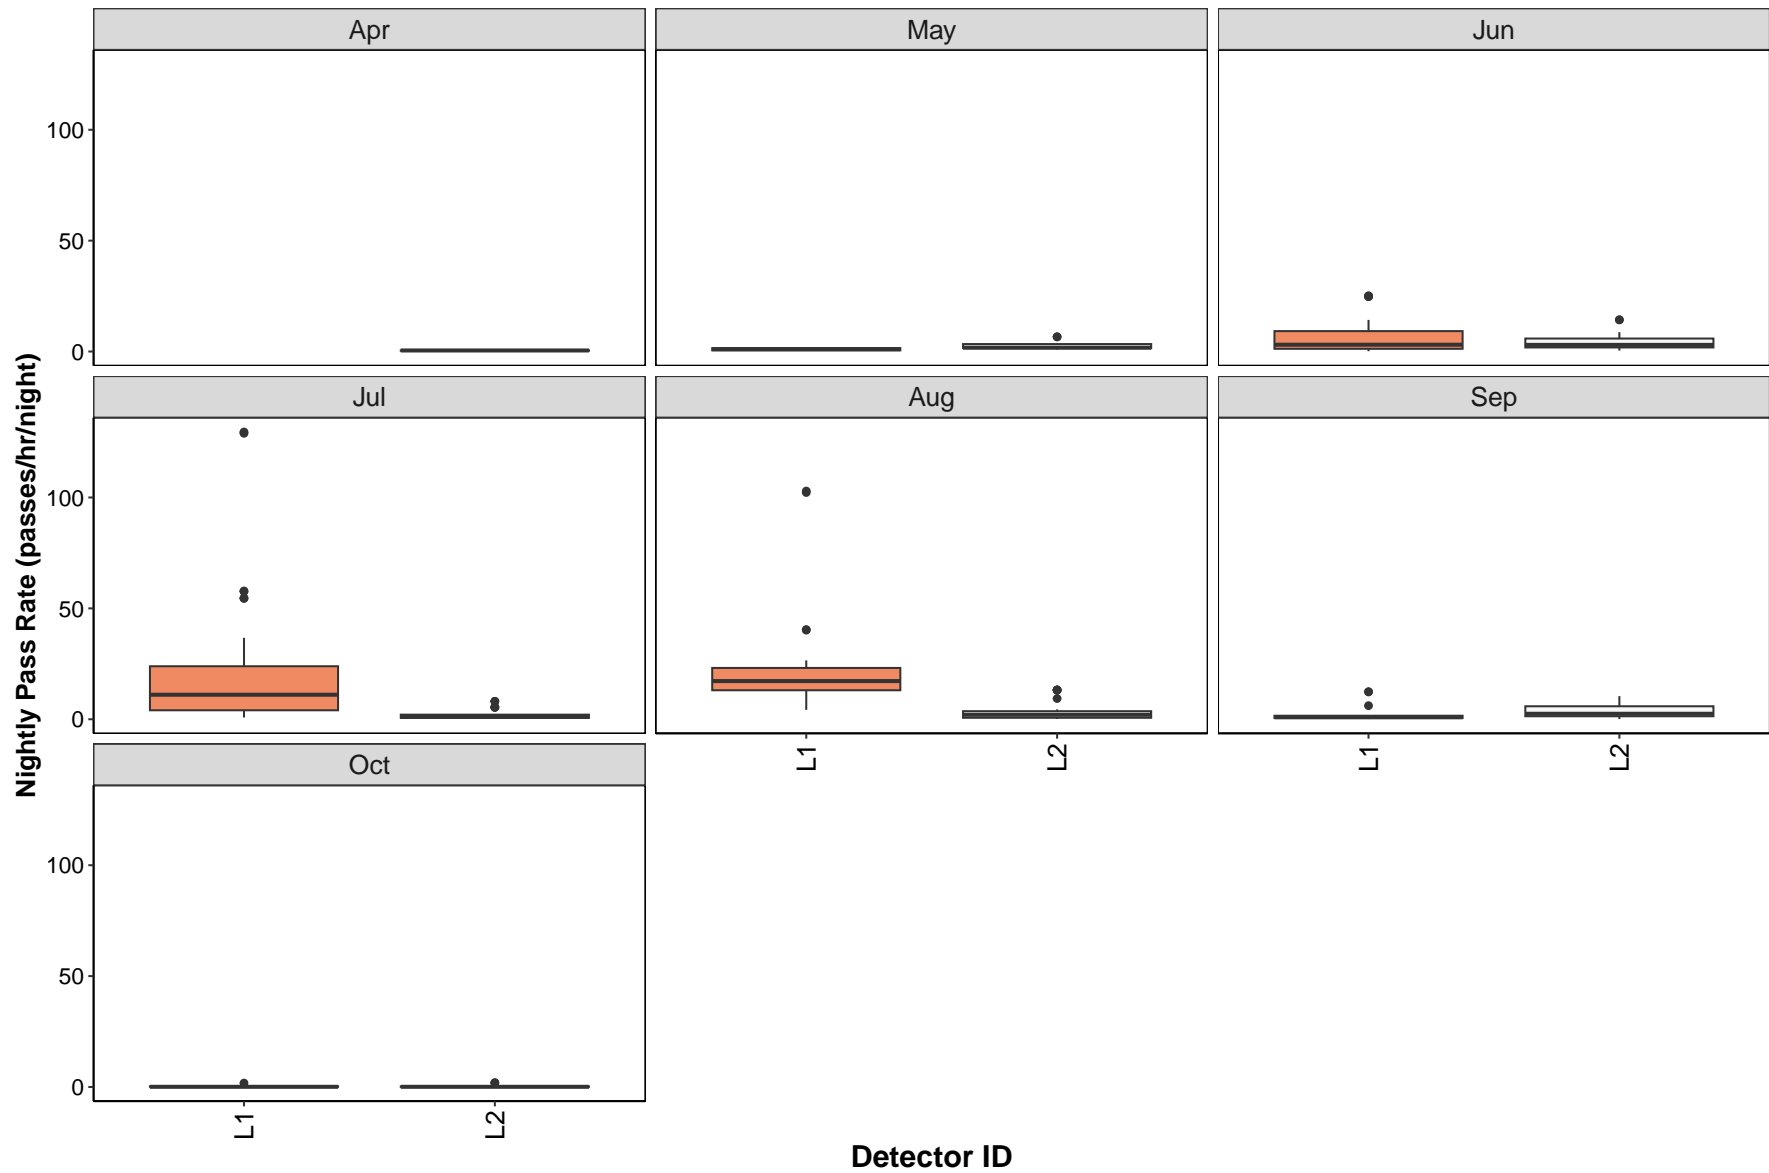 Apr
May
Jun
100
50
0
Jul
Aug
Sep
100
50
0
L1
L2
L1
L2
Oct
100
50
0
L1
L2
Nightly Pass Rate (passes/hr/night)
Detector ID